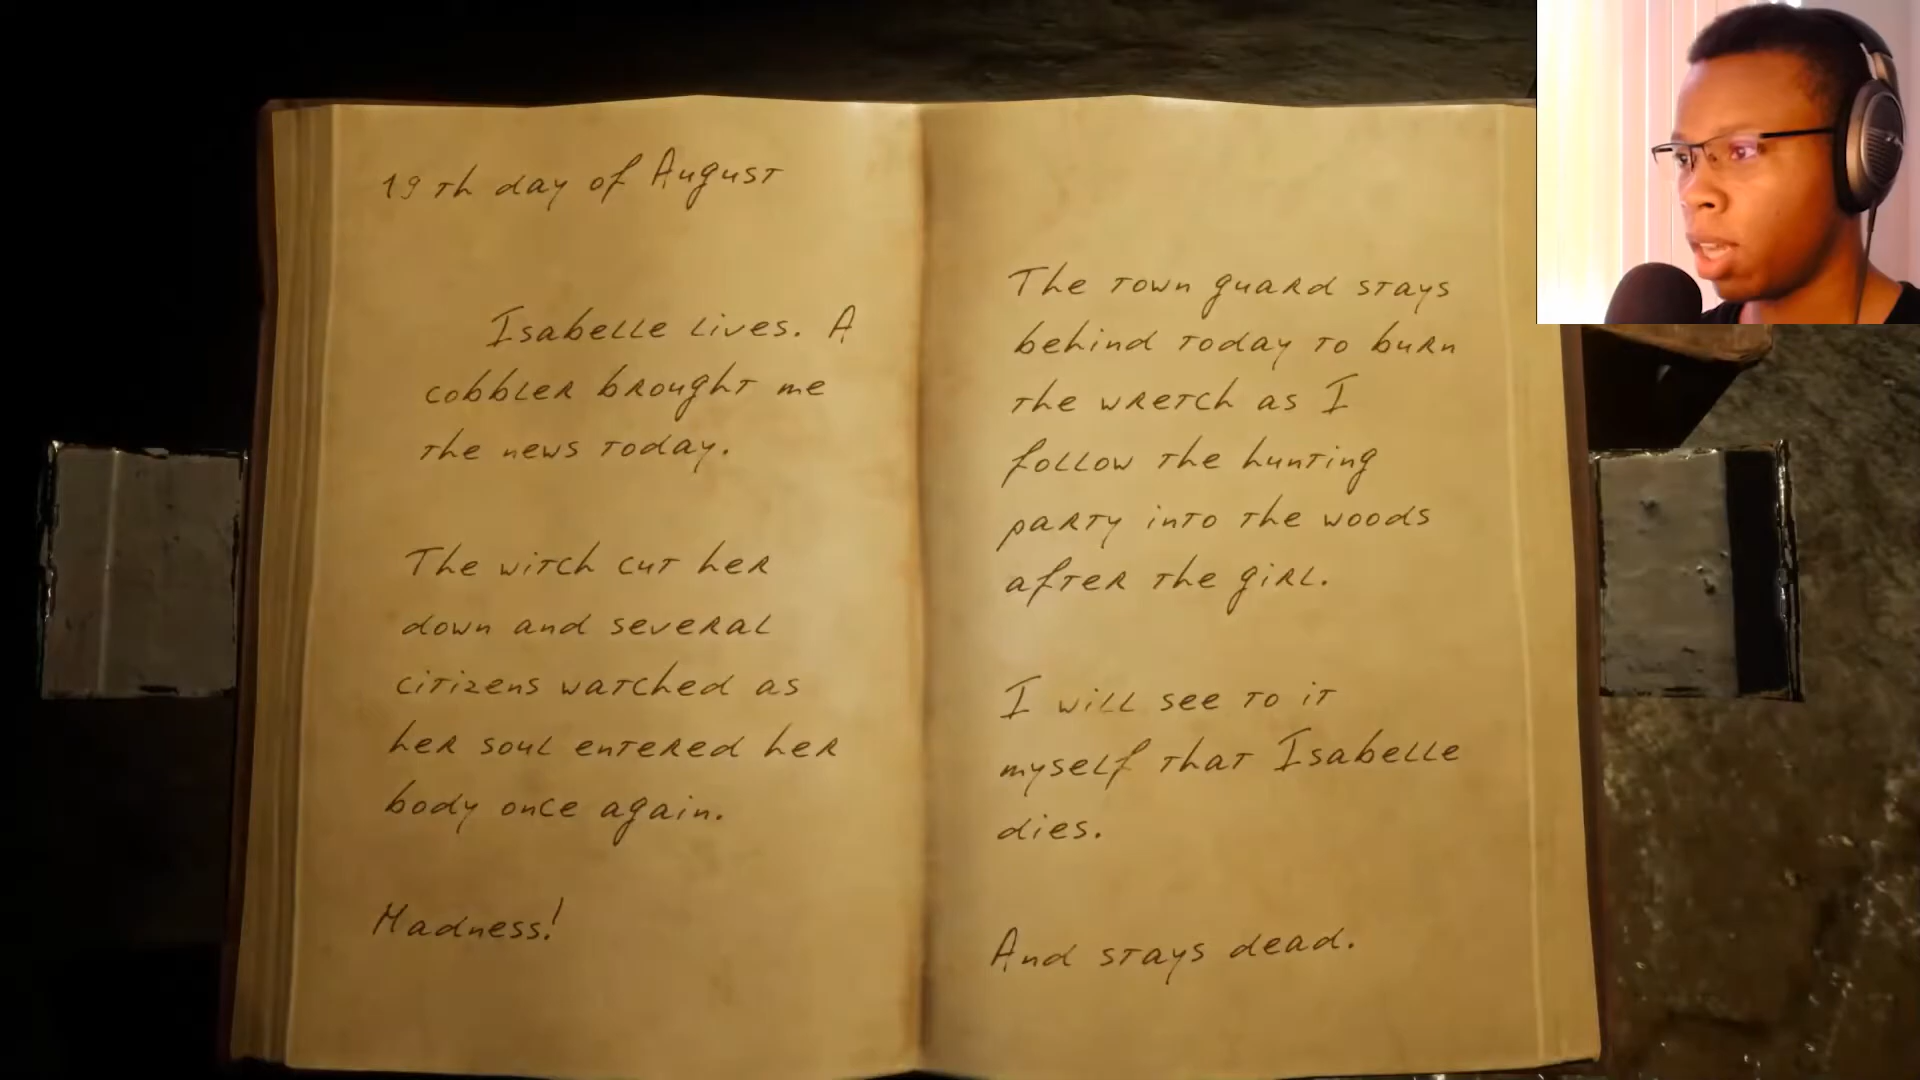 19th day of August
Isabelle lives. A
cobbler brought me
the news today.
The witch cut her
down and several
citizens watched as
her soul entered her
body once again.
Madness!
The town guard stays
behind today to burn
the wretch as I
follow the hunting
party into the woods
after the girl.
I will see to it
myself that Isabelle
dies.
And stays dead.